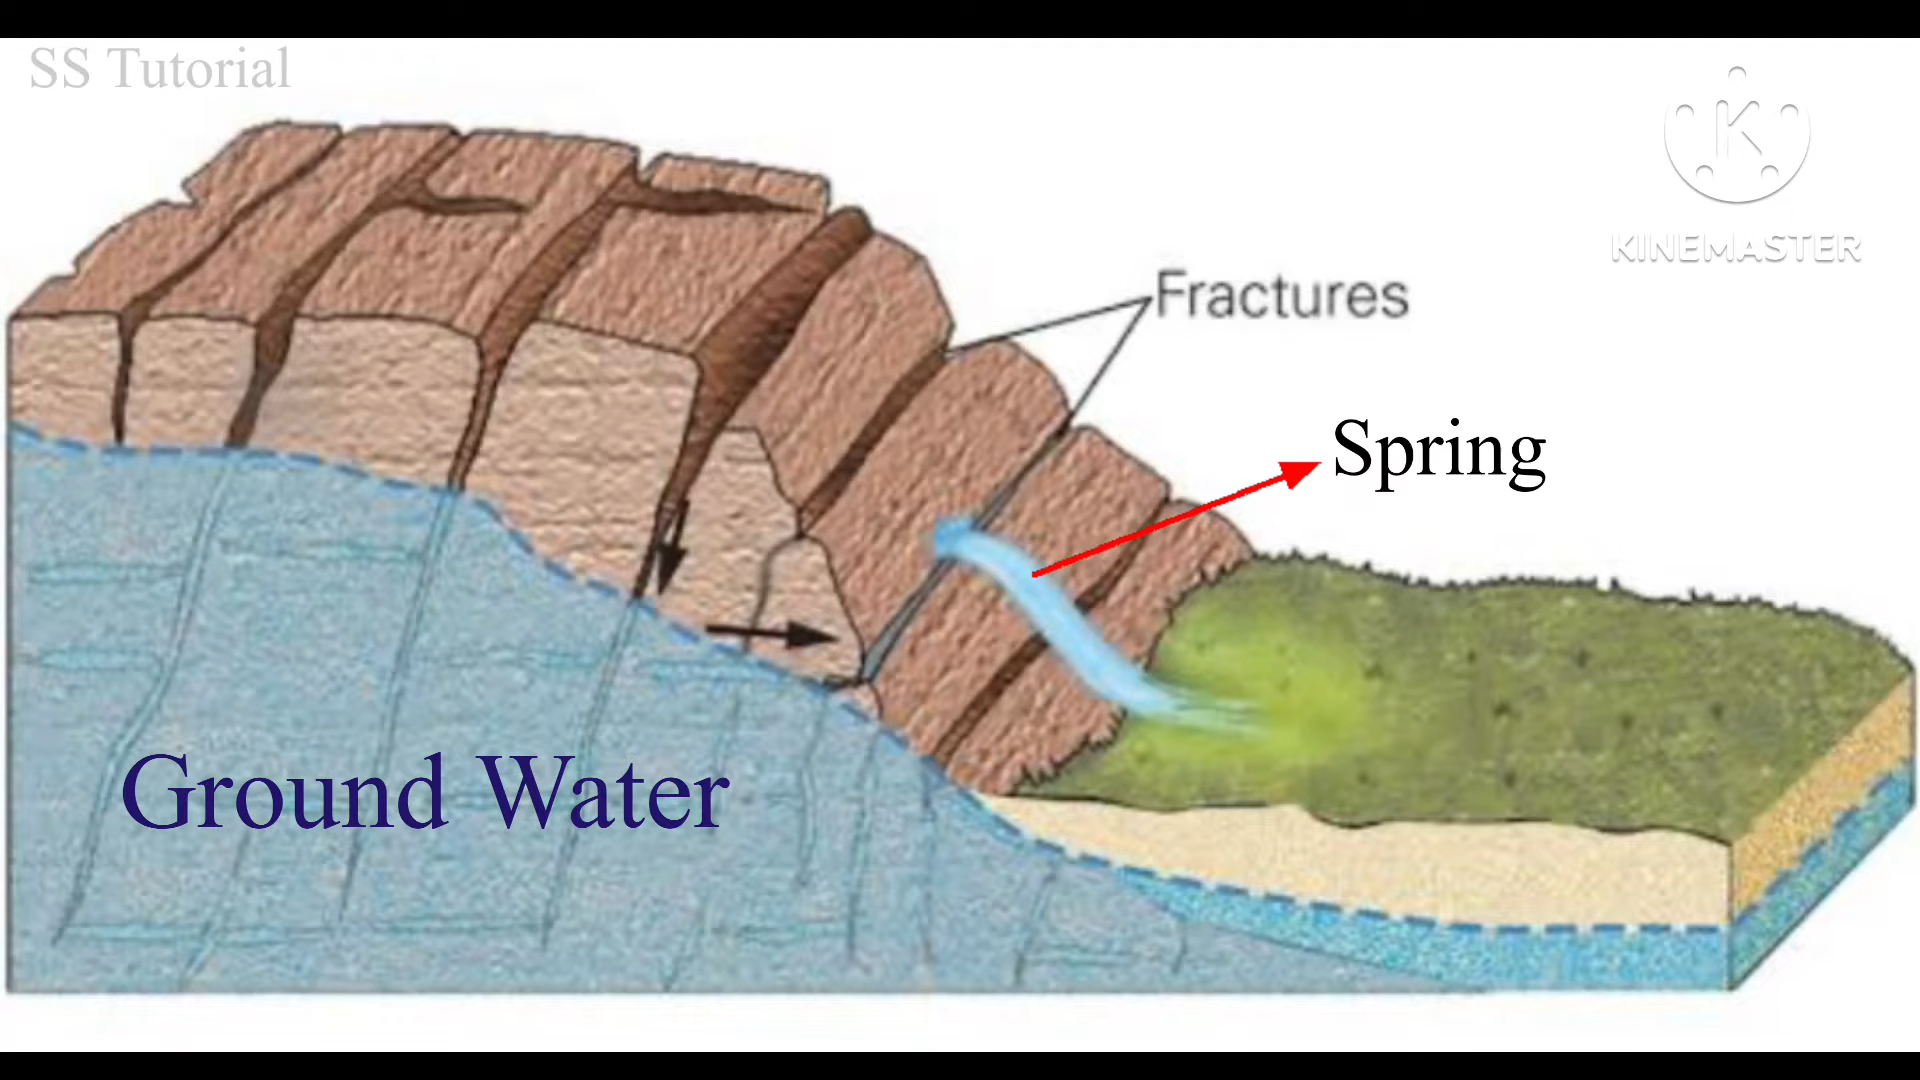 SS Tutorial
KINEMASTER
Fractures
Spring
Ground Water